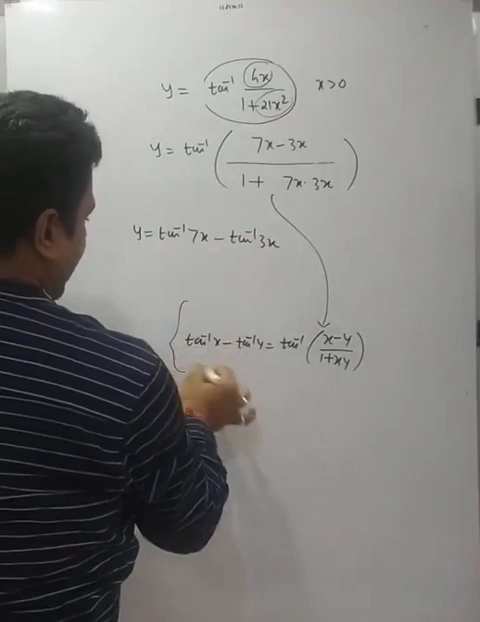 y = tan⁻¹ 4x / 1+21x² x>0
y = tan⁻¹ ( 7x-3x / 1+ 7x·3x )
y = tan⁻¹7x - tan⁻¹3x
{ tan⁻¹x - tan⁻¹y = tan⁻¹ ( x-y / 1+xy )